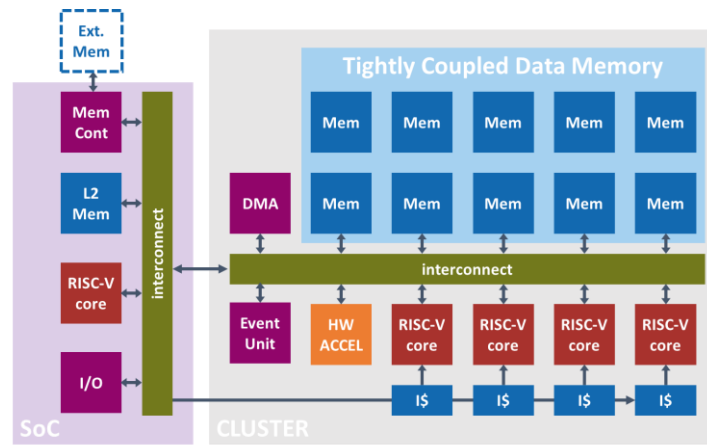 Ext.
Mem
Tightly Coupled Data Memory
Mem
Cont
Mem
Mem
Mem
Mem
Mem
L2
Mem
interconnect
DMA
Mem
Mem
Mem
Mem
Mem
interconnect
RISC-V
core
Event
Unit
HW
ACCEL
RISC-V
core
RISC-V
core
RISC-V
core
RISC-V
core
I/O
I$
I$
I$
I$
SoC
CLUSTER